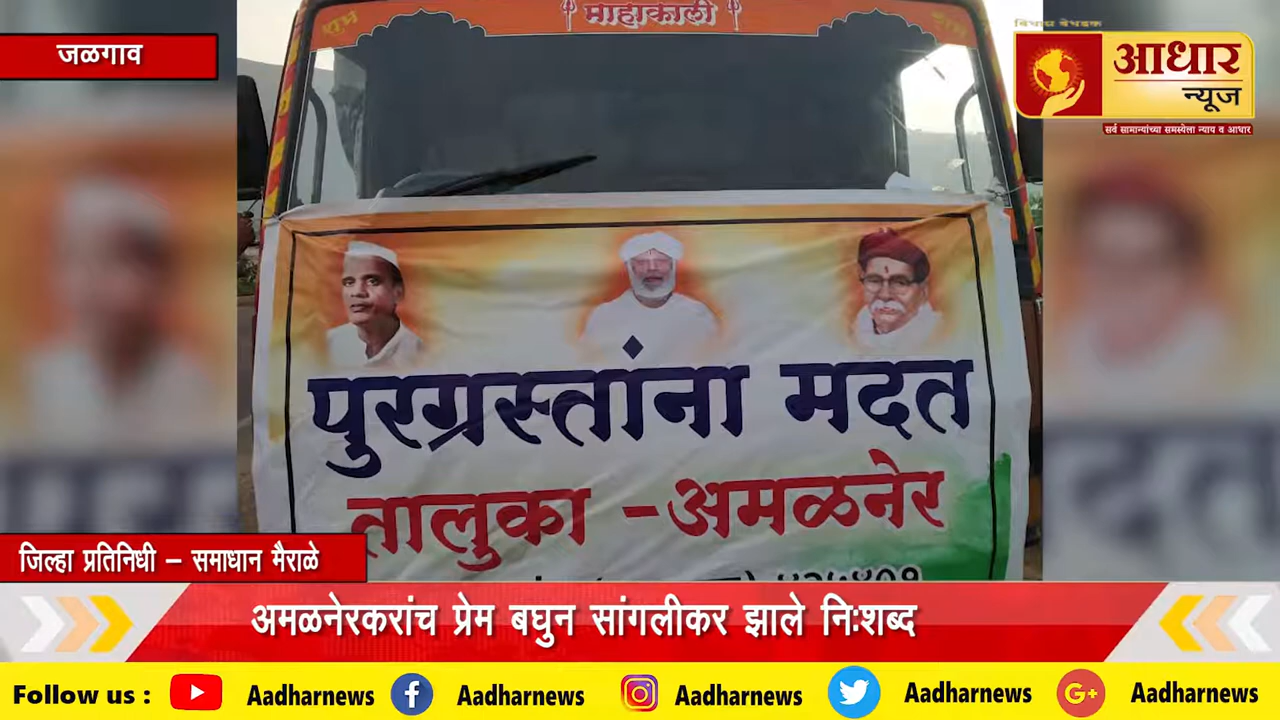 शुभ माहाकाली
जळगाव
आधार
न्यूज
सर्व सामान्यांच्या समस्येला न्याय व आधार
पुरग्रस्तांना मदत
तालुका -अमळनेर
४२५४०१
जिल्हा प्रतिनिधी – समाधान मैराळे
अमळनेरकरांच प्रेम बघुन सांगलीकर झाले निःशब्द
Follow us : Aadharnews Aadharnews Aadharnews Aadharnews G+ Aadharnews